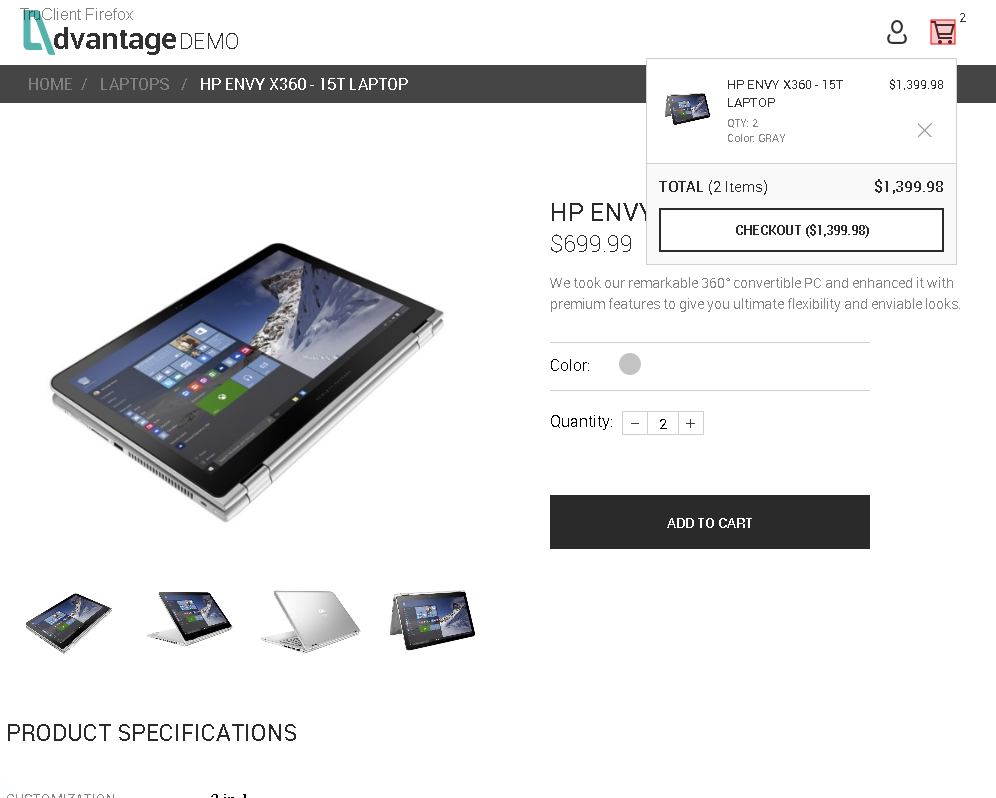 TruClient Firefox
dvantage DEMO
2
HOME / LAPTOPS / HP ENVY X360 - 15T LAPTOP
HP ENVY X360 - 15T
LAPTOP
$1,399.98
QTY: 2
Color: GRAY
TOTAL (2 Items) $1,399.98
CHECKOUT ($1,399.98)
HP ENVY
$699.99
We took our remarkable 360° convertible PC and enhanced it with
premium features to give you ultimate flexibility and enviable looks.
Color:
Quantity: − 2 +
ADD TO CART
PRODUCT SPECIFICATIONS
CUSTOMIZATION